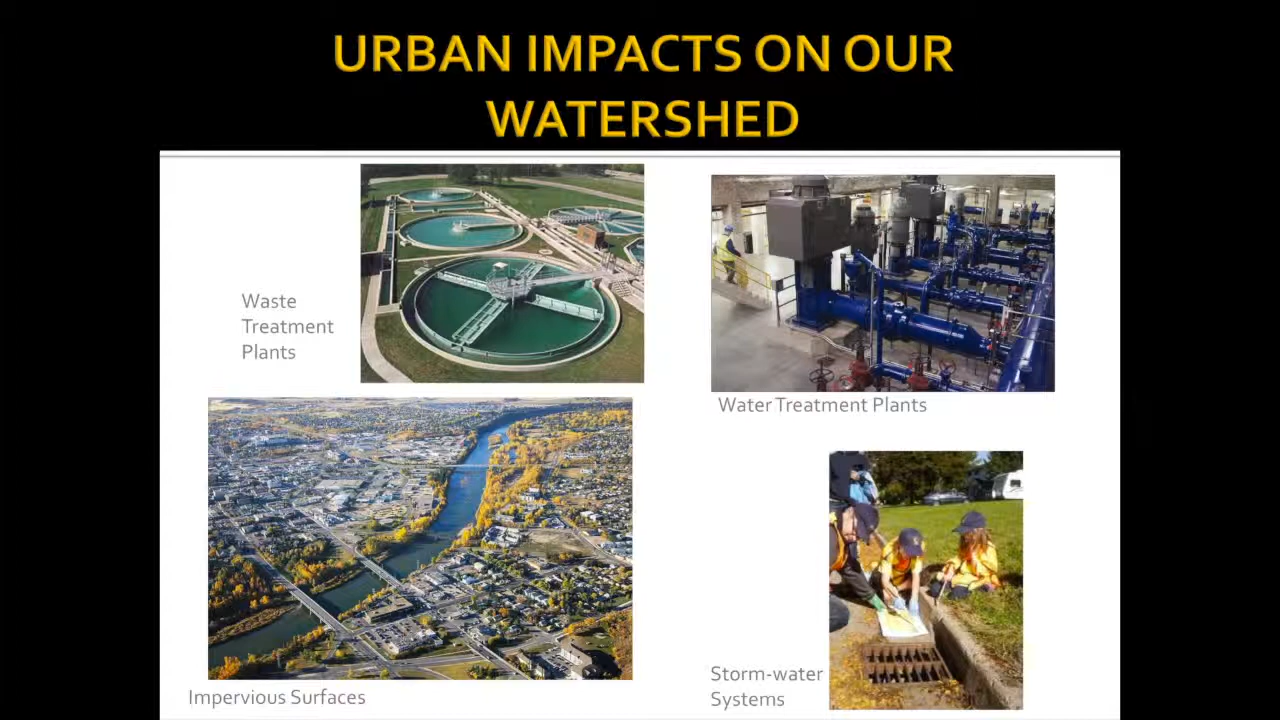 URBAN IMPACTS ON OUR
WATERSHED
Waste
Treatment
Plants
Water Treatment Plants
Impervious Surfaces
Storm-water
Systems